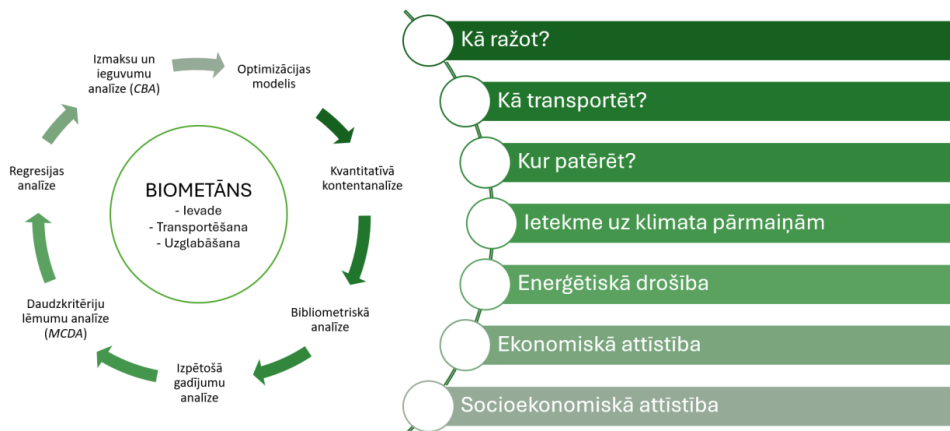 Izmaksu un
ieguvumu
analīze (CBA)
Optimizācijas
modelis
Kvantitatīvā
kontentanalīze
Bibliometriskā
analīze
Izpētošā
gadījumu
analīze
Daudzkritēriju
lēmumu analīze
(MCDA)
Regresijas
analīze
BIOMETĀNS
- Ievade
- Transportēšana
- Uzglabāšana
Kā ražot?
Kā transportēt?
Kur patērēt?
Ietekme uz klimata pārmaiņām
Enerģētiskā drošība
Ekonomiskā attīstība
Socioekonomiskā attīstība